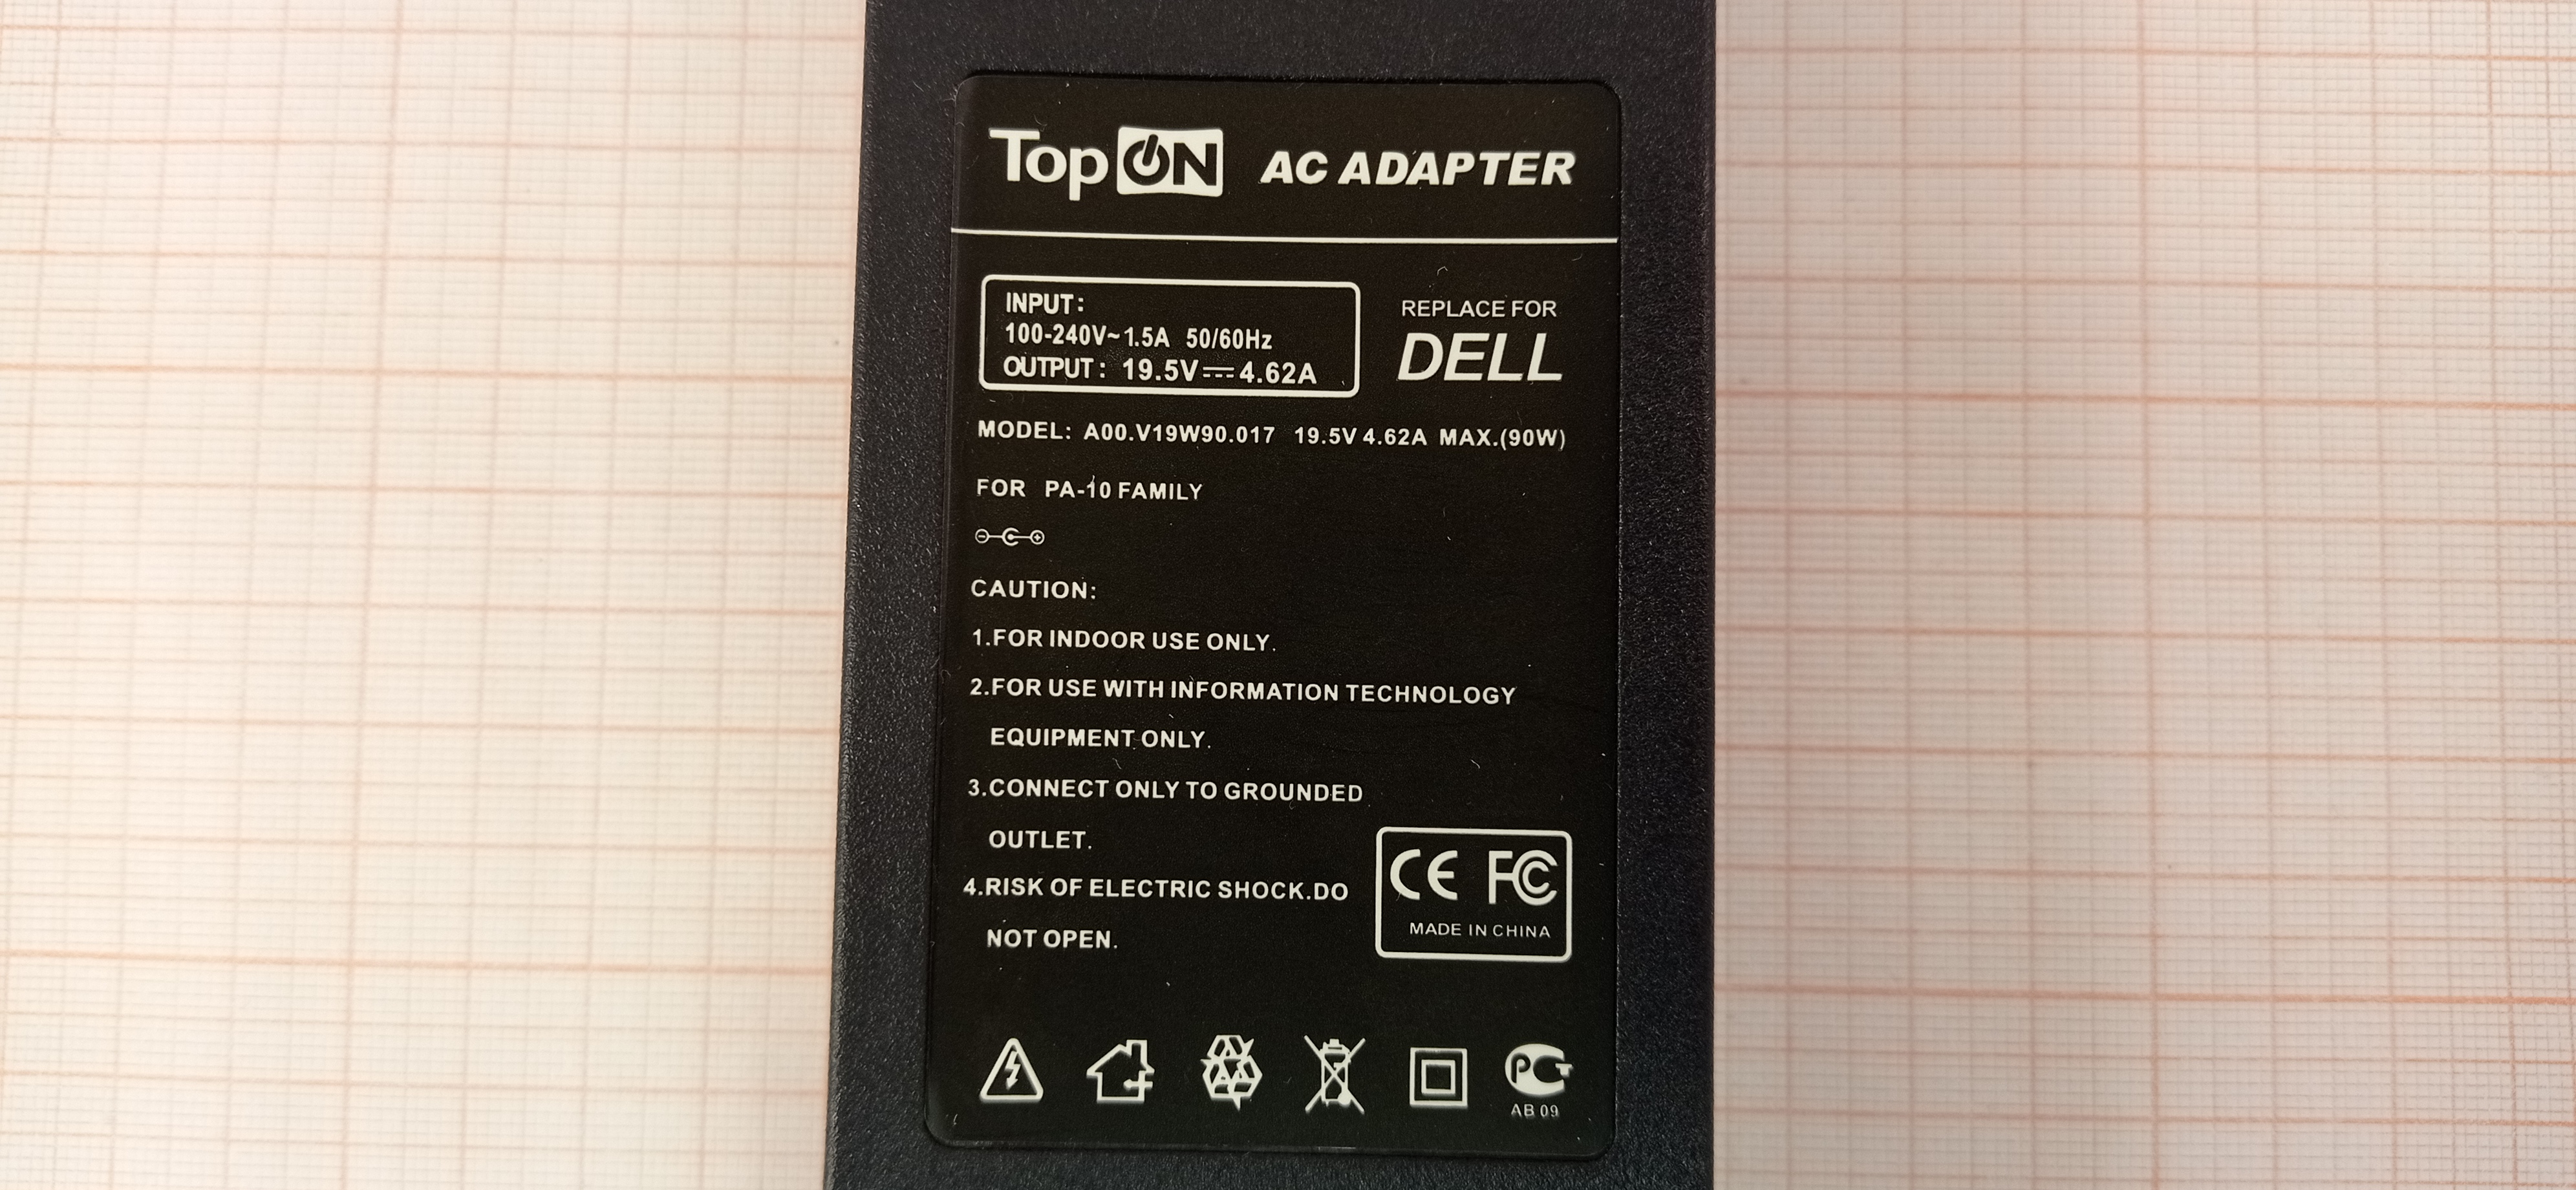 TopON AC ADAPTER
INPUT:
100-240V~1.5A 50/60Hz
OUTPUT: 19.5V⎓4.62A
REPLACE FOR
DELL
MODEL: A00.V19W90.017 19.5V 4.62A MAX.(90W)
FOR PA-10 FAMILY
CAUTION:
1.FOR INDOOR USE ONLY.
2.FOR USE WITH INFORMATION TECHNOLOGY
EQUIPMENT ONLY.
3.CONNECT ONLY TO GROUNDED
OUTLET.
4.RISK OF ELECTRIC SHOCK.DO
NOT OPEN.
CE FC
MADE IN CHINA
РСТ
AB 09